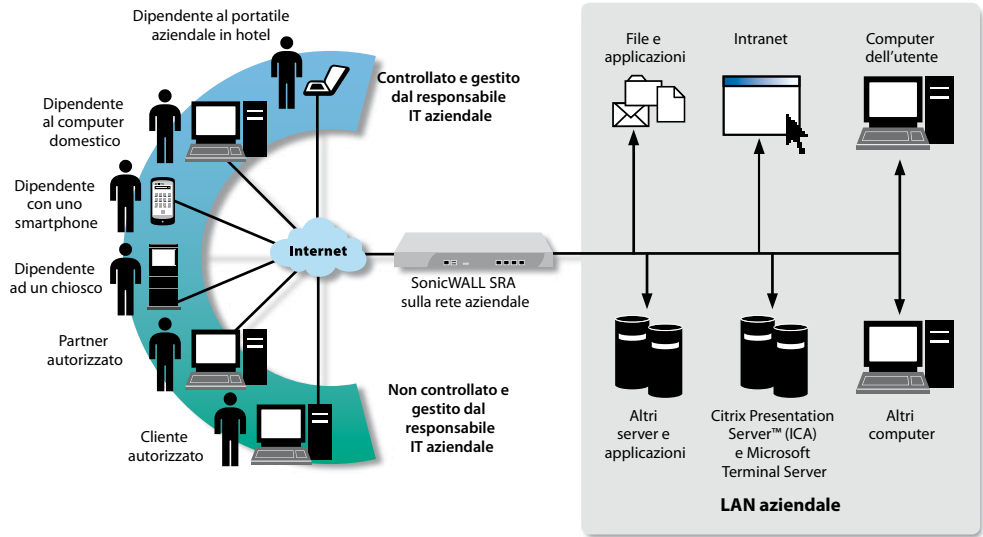 Dipendente al portatile
aziendale in hotel
Controllato e gestito
dal responsabile
IT aziendale
Dipendente
al computer
domestico
Dipendente
con uno
smartphone
Dipendente
ad un chiosco
Partner
autorizzato
Cliente
autorizzato
Non controllato e
gestito dal
responsabile
IT aziendale
Internet
SonicWALL SRA
sulla rete aziendale
File e
applicazioni
Intranet
Computer
dell'utente
Altri
server e
applicazioni
Citrix Presentation
Server™ (ICA)
e Microsoft
Terminal Server
Altri
computer
LAN aziendale